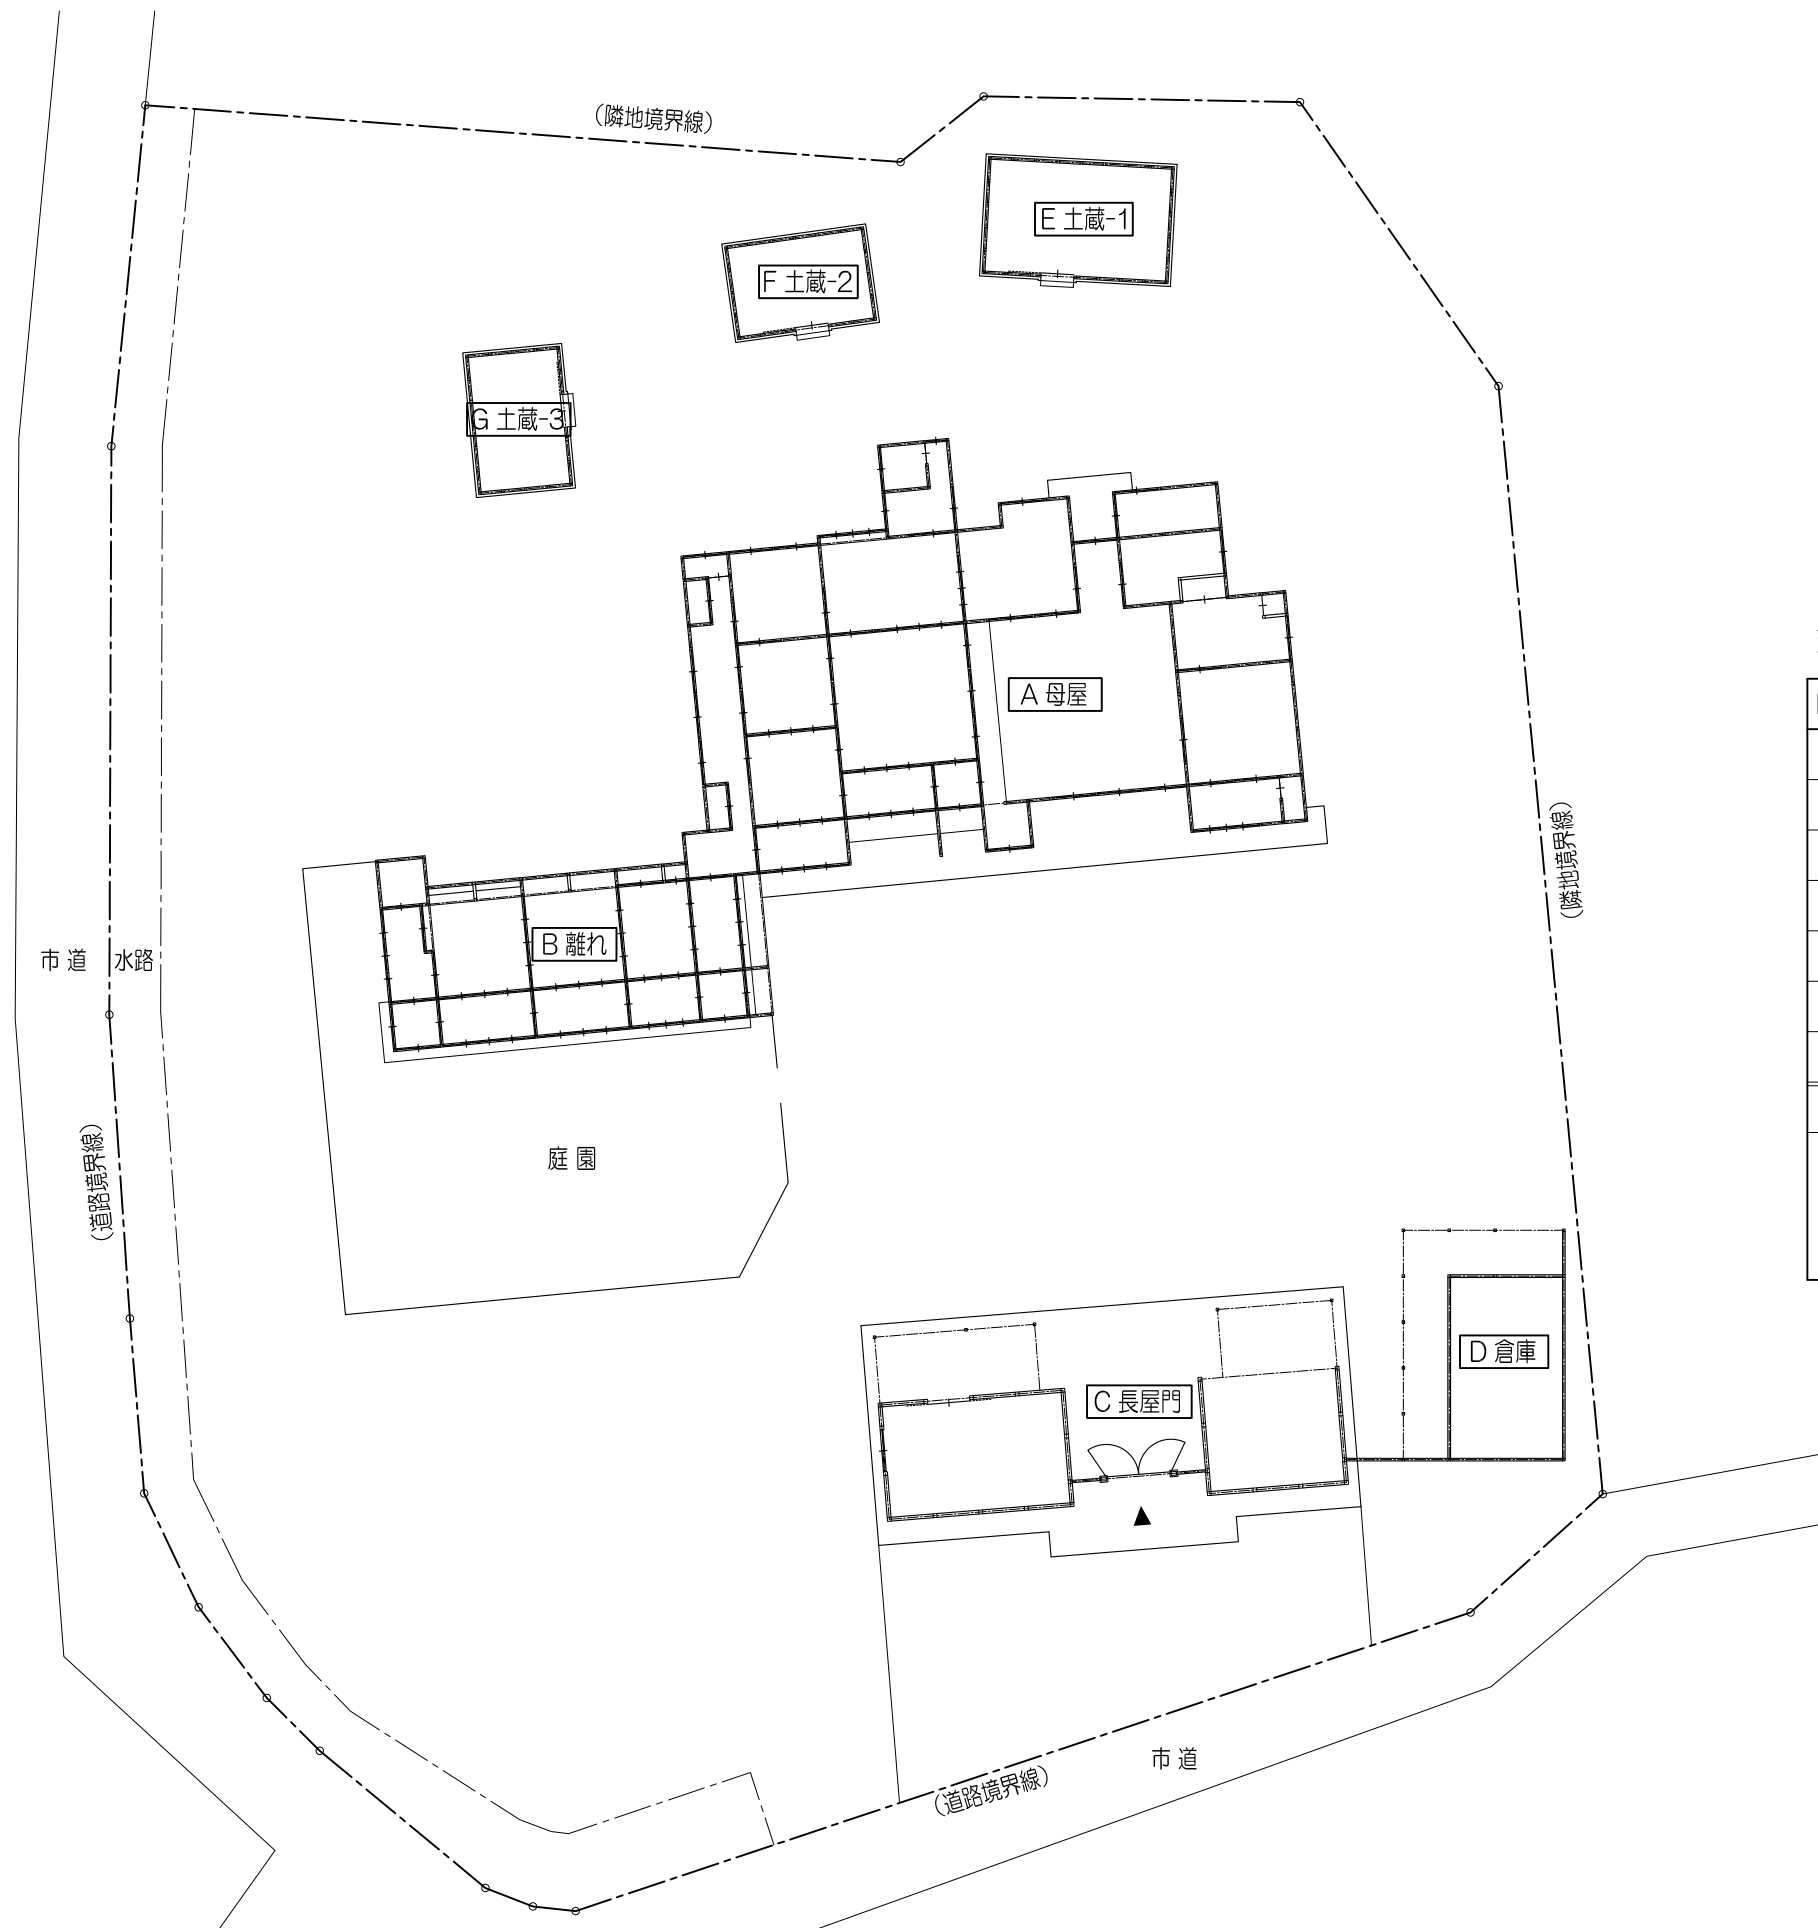 (隣地境界線)
E 土蔵-1
F 土蔵-2
G 土蔵-3
A 母屋
(隣地境界線)
B 離れ
市 道
水路
(道路境界線)
庭 園
D 倉庫
C 長屋門
市 道
(道路境界線)